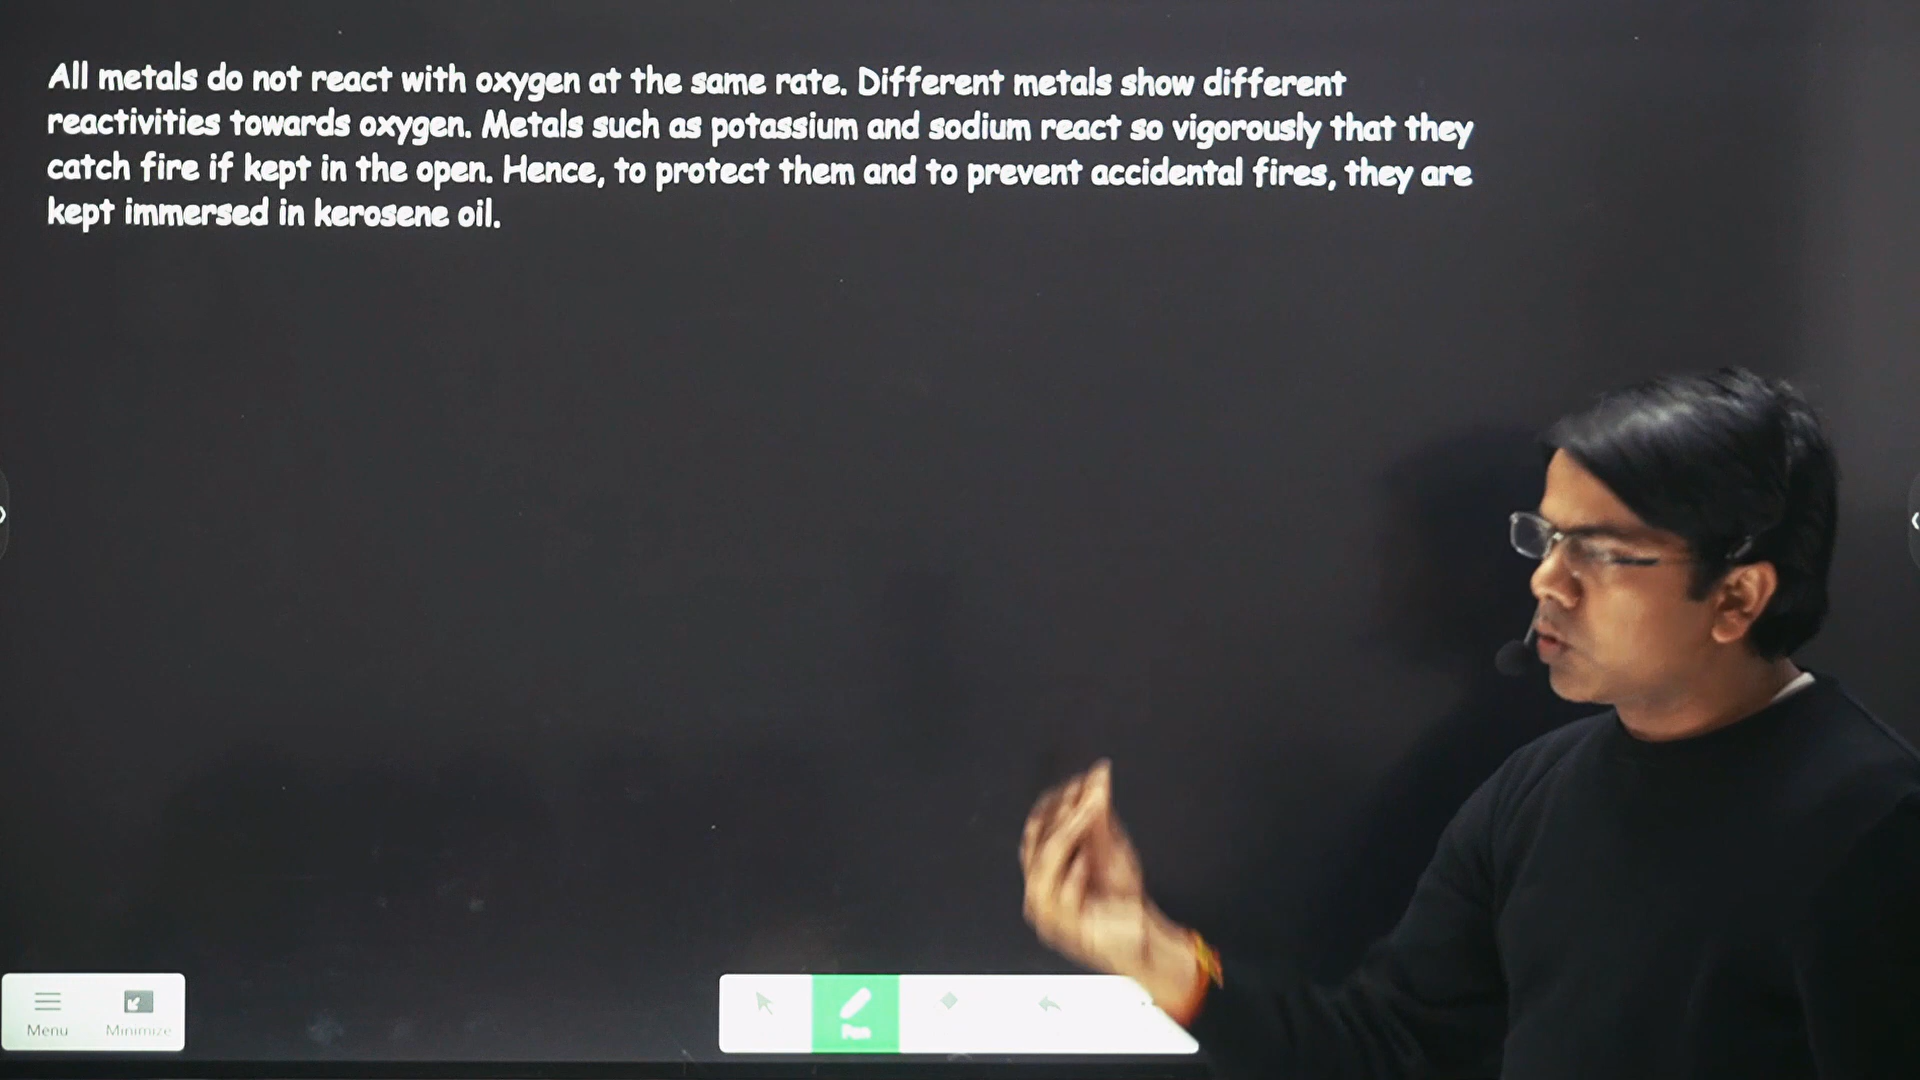 All metals do not react with oxygen at the same rate. Different metals show different
reactivities towards oxygen. Metals such as potassium and sodium react so vigorously that they
catch fire if kept in the open. Hence, to protect them and to prevent accidental fires, they are
kept immersed in kerosene oil.
Menu Minimize Pen